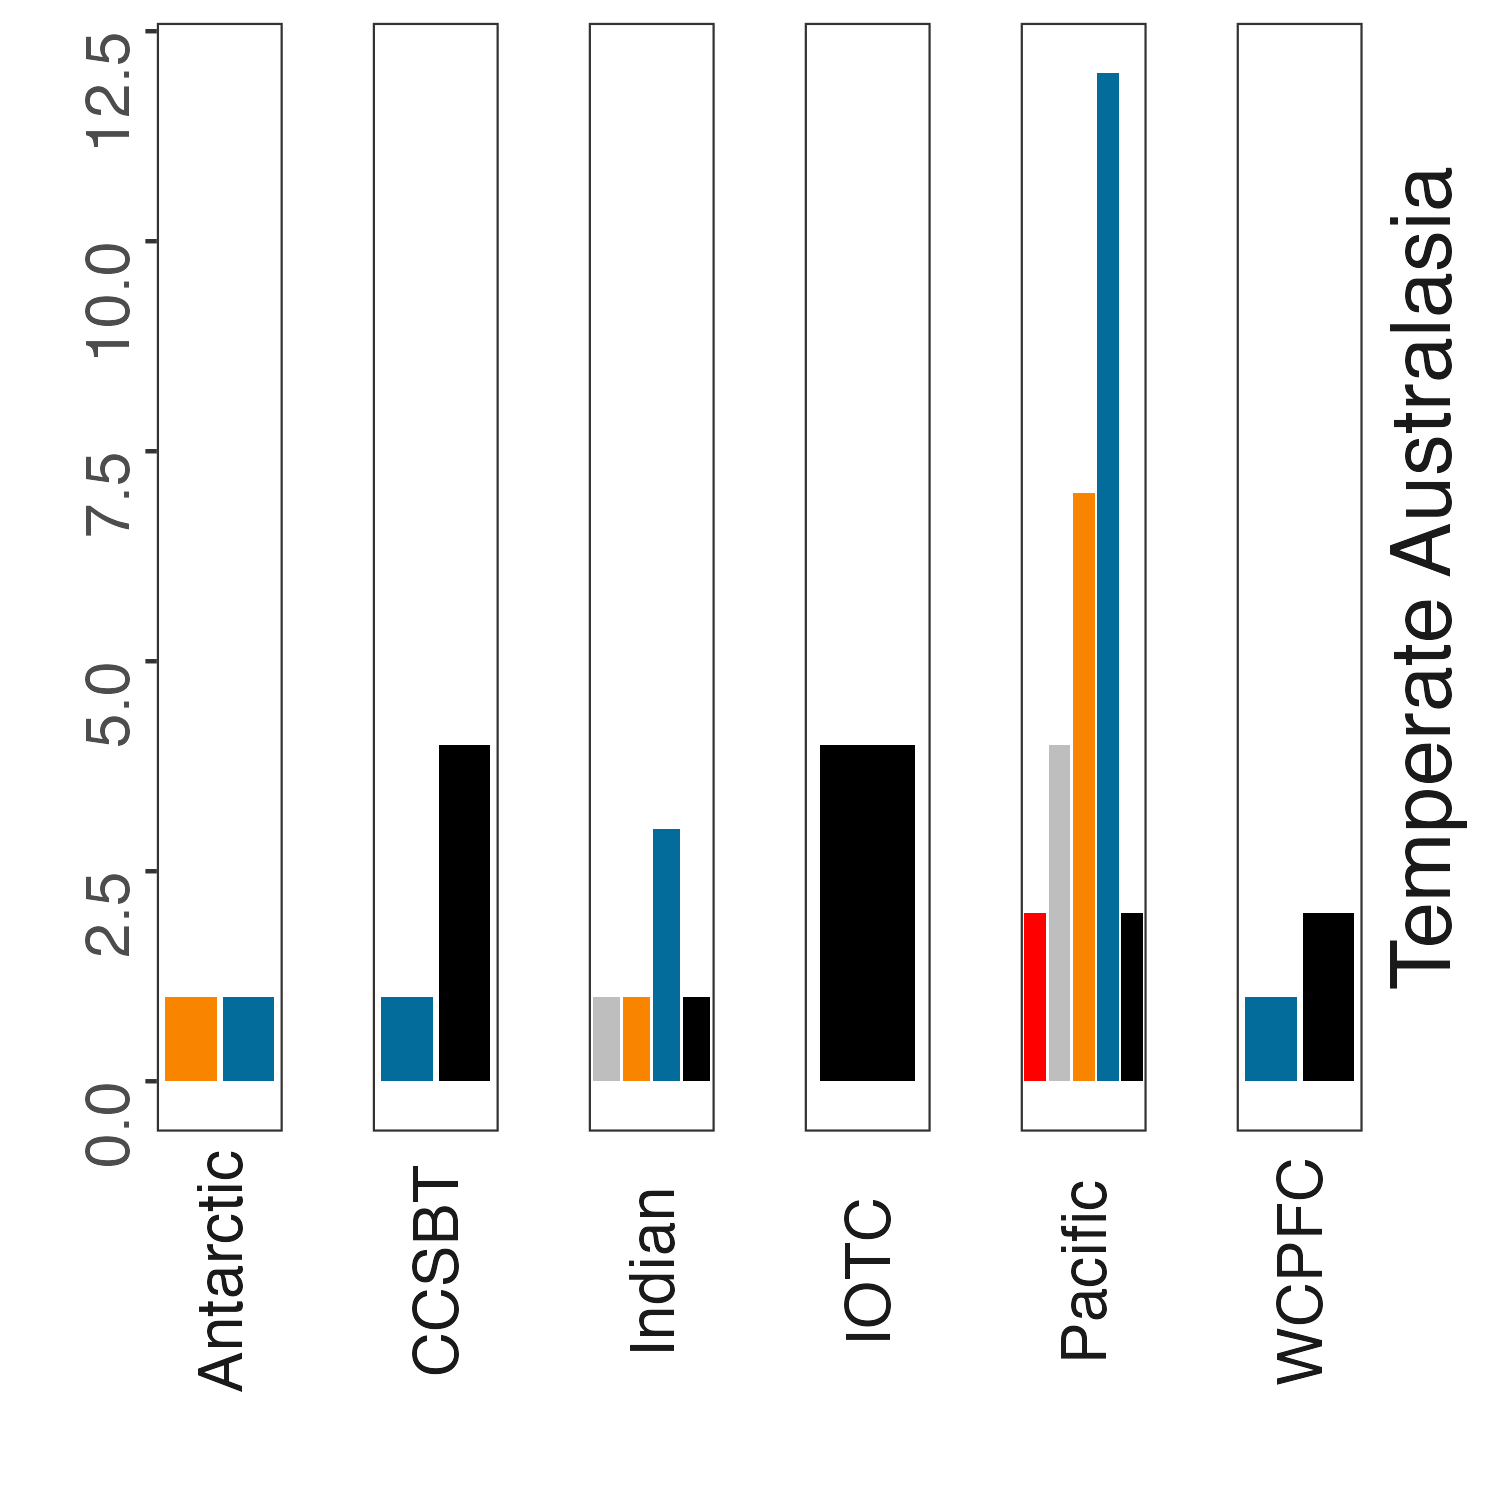 12.5
10.0
7.5
5.0
2.5
0.0
Antarctic
CCSBT
Indian
IOTC
Pacific
WCPFC
Temperate Australasia